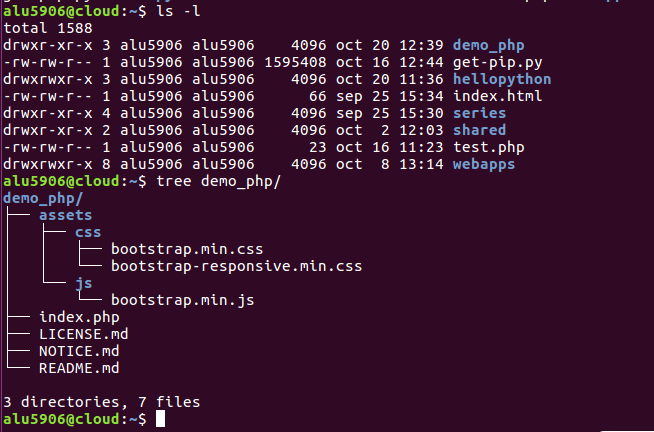 alu5906@cloud:~$ ls -l
total 1588
drwxr-xr-x 3 alu5906 alu5906    4096 oct 20 12:39 demo_php
-rw-rw-r-- 1 alu5906 alu5906 1595408 oct 16 12:44 get-pip.py
drwxrwxr-x 3 alu5906 alu5906    4096 oct 20 11:36 hellopython
-rw-rw-r-- 1 alu5906 alu5906      66 sep 25 15:34 index.html
drwxr-xr-x 4 alu5906 alu5906    4096 sep 25 15:30 series
drwxr-xr-x 2 alu5906 alu5906    4096 oct  2 12:03 shared
-rw-rw-r-- 1 alu5906 alu5906      23 oct 16 11:23 test.php
drwxrwxr-x 8 alu5906 alu5906    4096 oct  8 13:14 webapps
alu5906@cloud:~$ tree demo_php/
demo_php/
├── assets
│   ├── css
│   │   ├── bootstrap.min.css
│   │   └── bootstrap-responsive.min.css
│   └── js
│       └── bootstrap.min.js
├── index.php
├── LICENSE.md
├── NOTICE.md
└── README.md
3 directories, 7 files
alu5906@cloud:~$